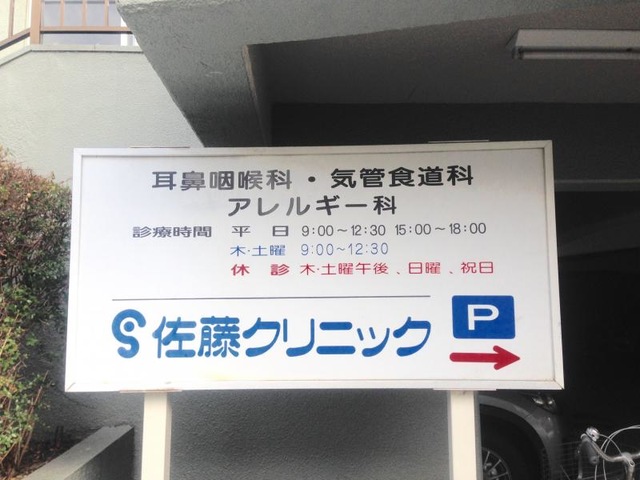 耳鼻咽喉科・気管食道科
アレルギー科
診療時間 平日 9:00～12:30 15:00～18:00
木・土曜 9:00～12:30
休診 木・土曜午後、日曜、祝日
佐藤クリニック
P